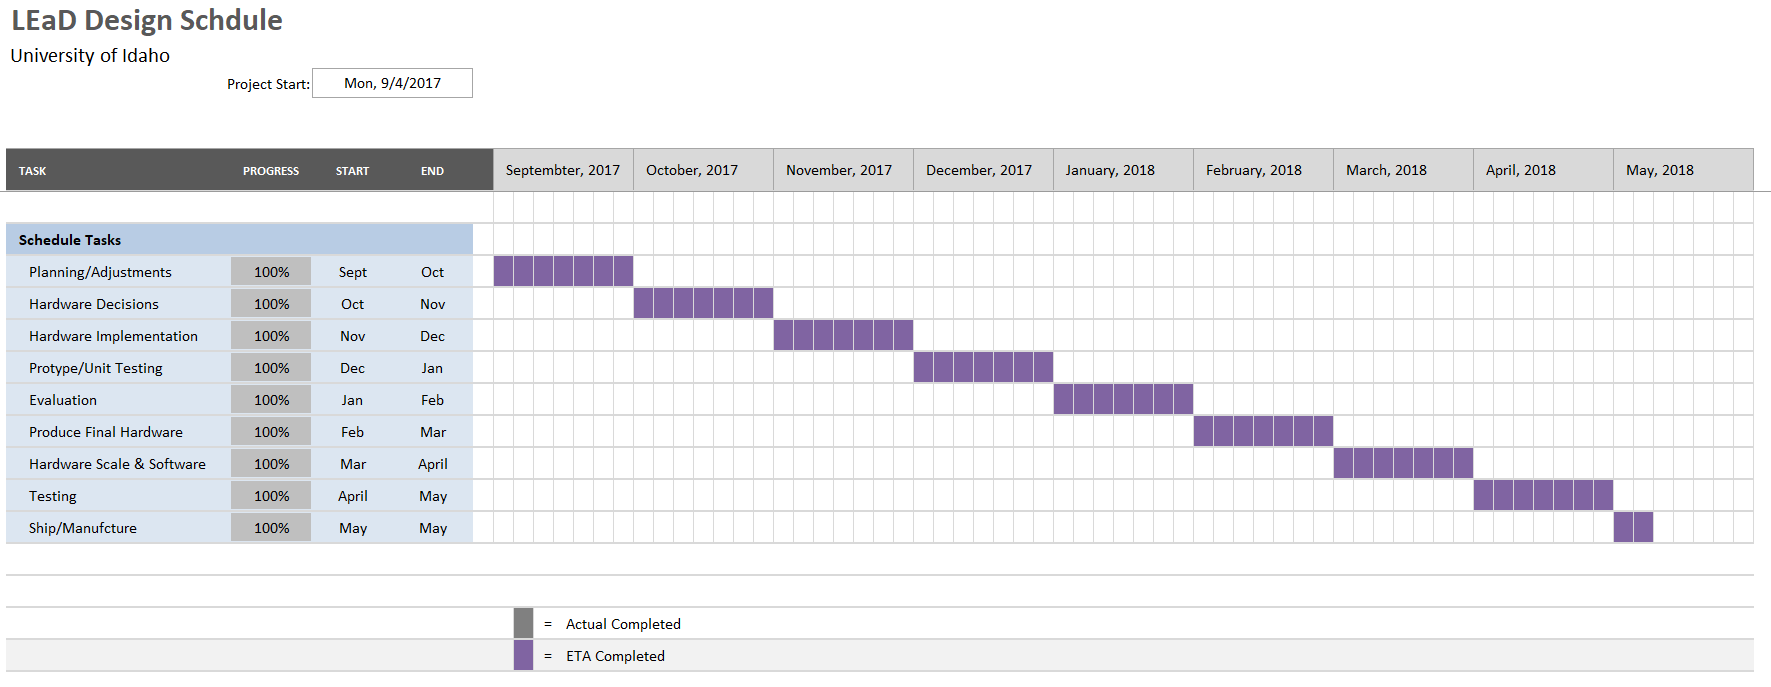 LEaD Design Schdule
University of Idaho
Project Start: Mon, 9/4/2017
TASK PROGRESS START END Septembter, 2017 October, 2017 November, 2017 December, 2017 January, 2018 February, 2018 March, 2018 April, 2018 May, 2018
Schedule Tasks
Planning/Adjustments 100% Sept Oct
Hardware Decisions 100% Oct Nov
Hardware Implementation 100% Nov Dec
Protype/Unit Testing 100% Dec Jan
Evaluation 100% Jan Feb
Produce Final Hardware 100% Feb Mar
Hardware Scale & Software 100% Mar April
Testing 100% April May
Ship/Manufcture 100% May May
= Actual Completed
= ETA Completed